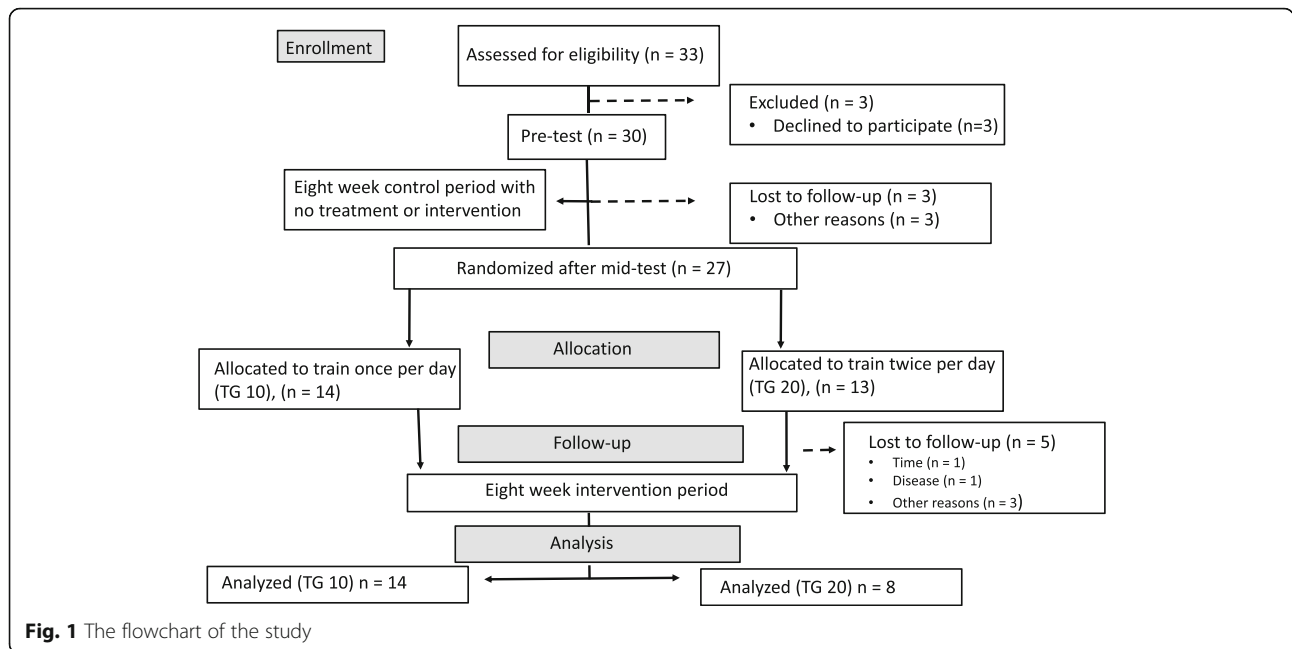 Enrollment
Assessed for eligibility (n = 33)
Excluded (n = 3)
• Declined to participate (n=3)
Pre-test (n = 30)
Eight week control period with
no treatment or intervention
Lost to follow-up (n = 3)
• Other reasons (n = 3)
Randomized after mid-test (n = 27)
Allocation
Allocated to train once per day
(TG 10), (n = 14)
Allocated to train twice per day
(TG 20), (n = 13)
Follow-up
Lost to follow-up (n = 5)
• Time (n = 1)
• Disease (n = 1)
• Other reasons (n = 3)
Eight week intervention period
Analysis
Analyzed (TG 10) n = 14
Analyzed (TG 20) n = 8
Fig. 1 The flowchart of the study